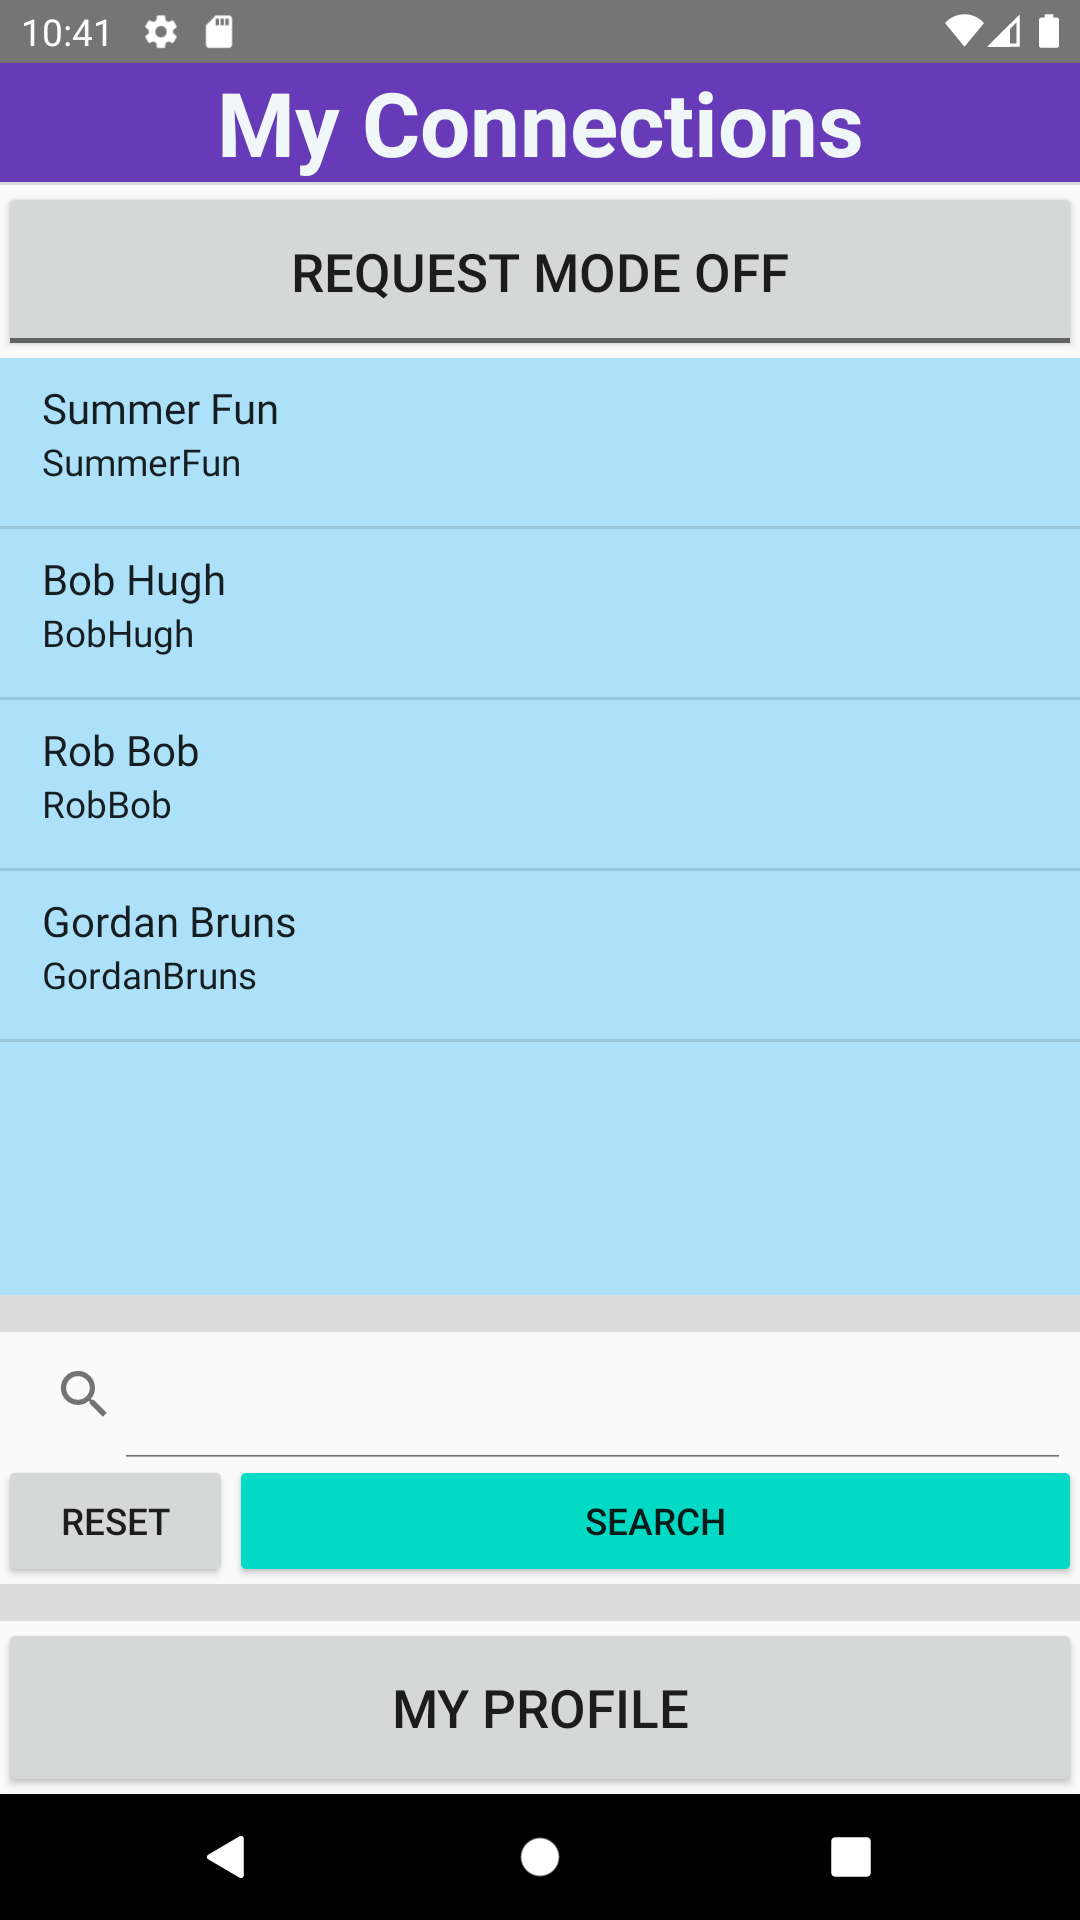 10:41
My Connections
REQUEST MODE OFF
Summer Fun
SummerFun
Bob Hugh
BobHugh
Rob Bob
RobBob
Gordan Bruns
GordanBruns
RESET SEARCH
MY PROFILE